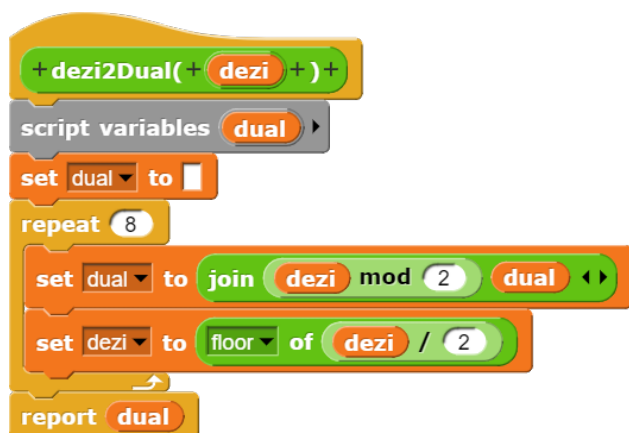 +dezi2Dual(+ dezi +)+
script variables dual
set dual to
repeat 8
set dual to join dezi mod 2 dual
set dezi to floor of dezi / 2
report dual